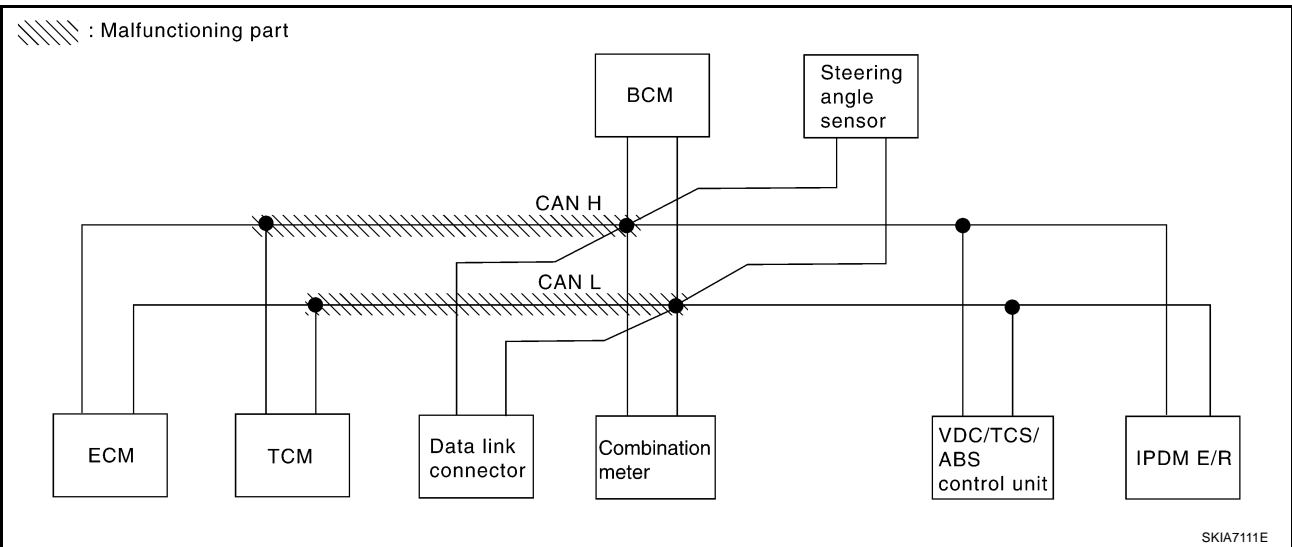 : Malfunctioning part
BCM
Steering
angle
sensor
CAN H
CAN L
ECM
TCM
Data link
connector
Combination
meter
VDC/TCS/
ABS
control unit
IPDM E/R
SKIA7111E